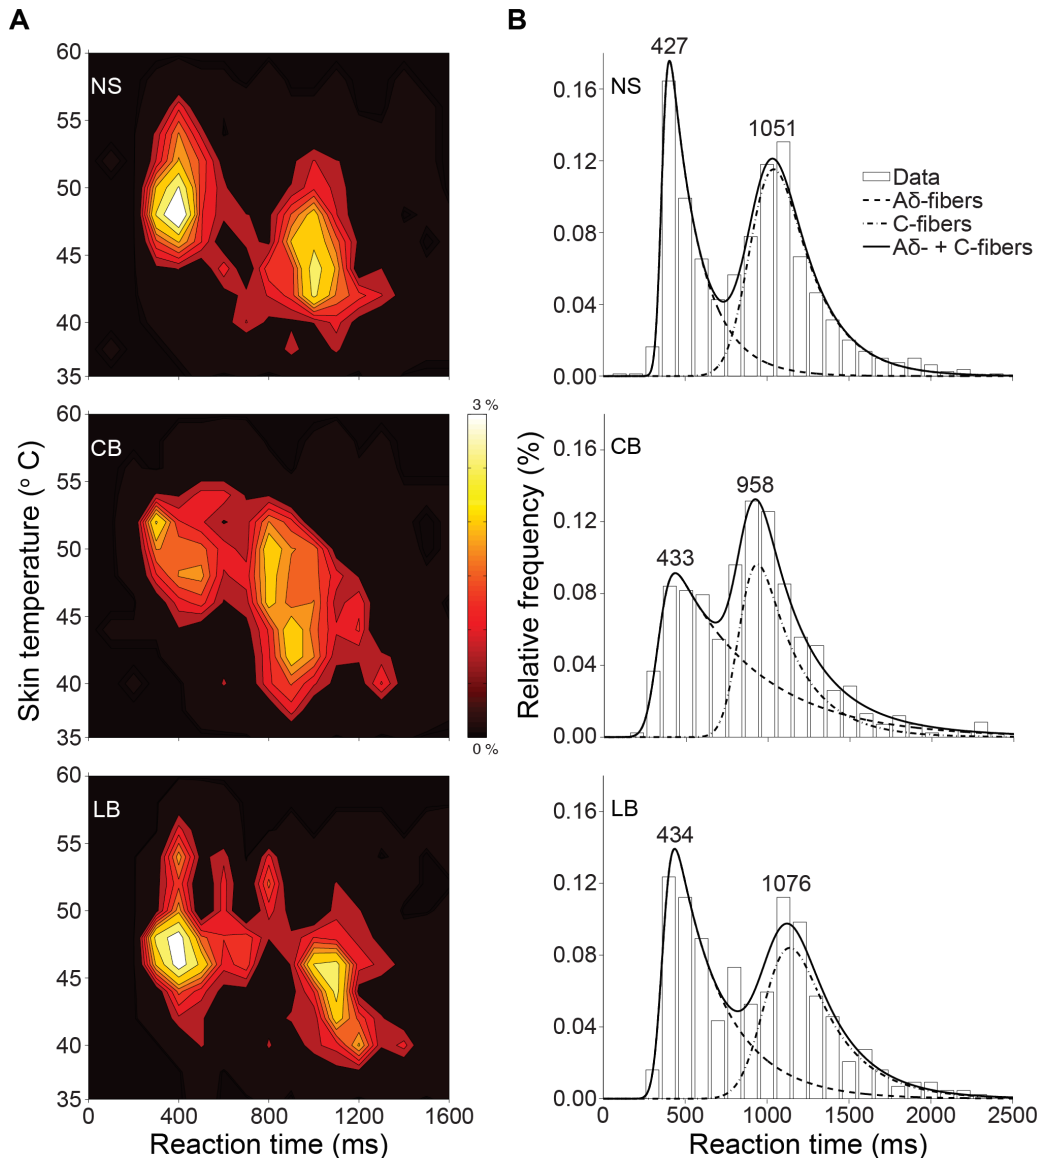 A
B
60
55
50
45
40
35
NS
0.16
0.12
0.08
0.04
0.00
NS
427
1051
Data
Aδ-fibers
C-fibers
Aδ- + C-fibers
60
55
50
45
40
35
CB
3 %
0 %
0.16
0.12
0.08
0.04
0.00
CB
433
958
Skin temperature (° C)
Relative frequency (%)
60
55
50
45
40
35
LB
0 400 800 1200 1600
Reaction time (ms)
0.16
0.12
0.08
0.04
0.00
LB
434
1076
0 500 1000 1500 2000 2500
Reaction time (ms)